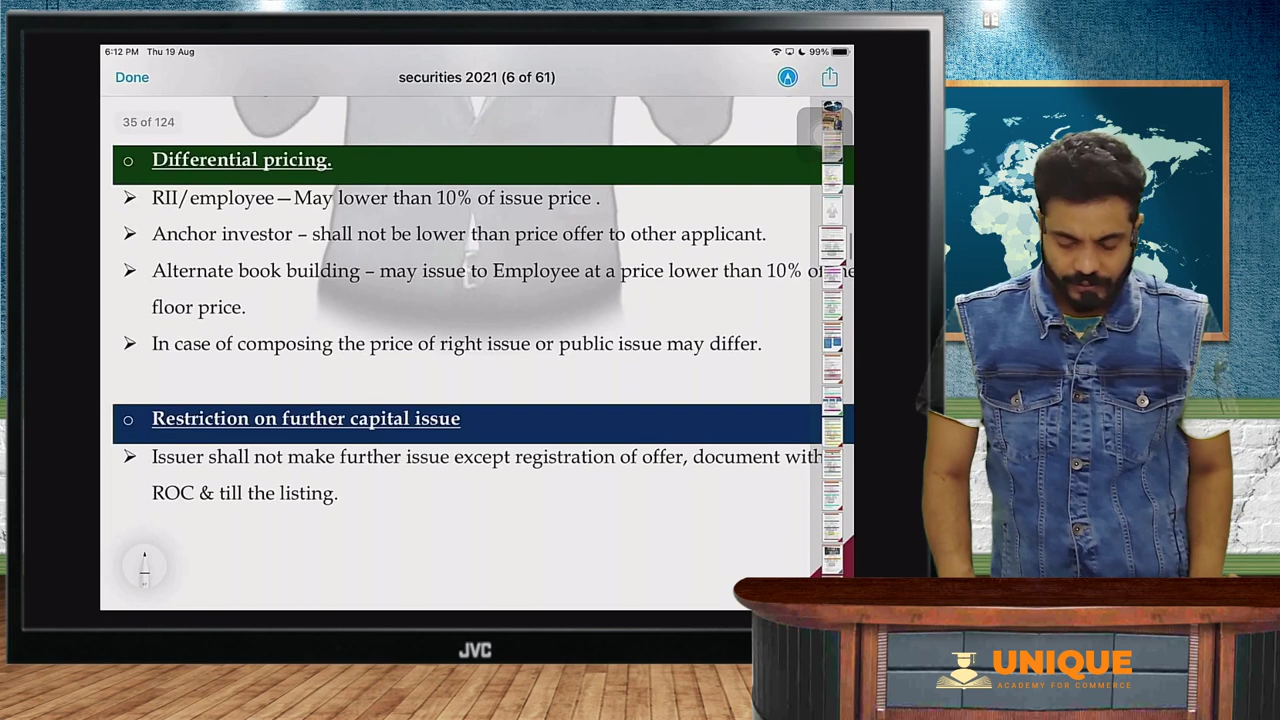 6:12 PM Thu 19 Aug
99%
Done
securities 2021 (6 of 61)
35 of 124
Differential pricing.
RII/employee—May lower than 10% of issue price .
Anchor investor – shall not be lower than price offer to other applicant.
Alternate book building – may issue to Employee at a price lower than 10% of
floor price.
In case of composing the price of right issue or public issue may differ.
Restriction on further capital issue
Issuer shall not make further issue except registration of offer, document with
ROC & till the listing.
JVC
UNIQUE
ACADEMY FOR COMMERCE